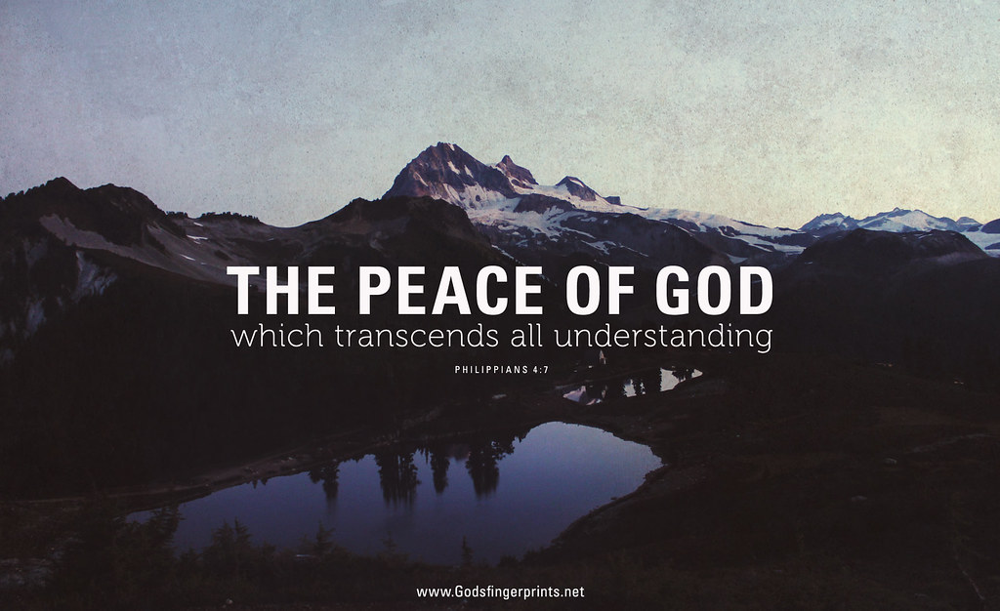 THE PEACE OF GOD
which transcends all understanding
PHILIPPIANS 4:7
www.Godsfingerprints.net